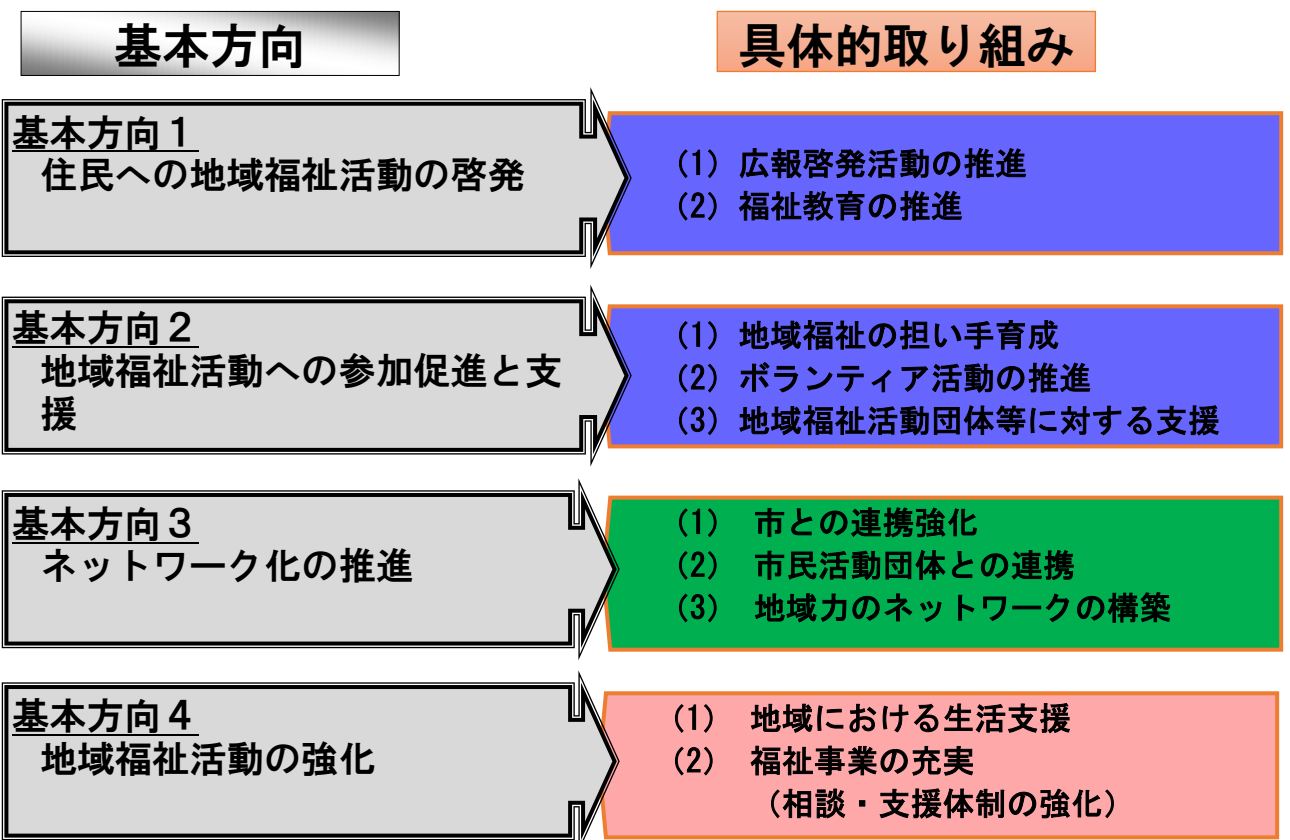 基本方向
具体的取り組み
基本方向１
住民への地域福祉活動の啓発
(1) 広報啓発活動の推進
(2) 福祉教育の推進
基本方向２
地域福祉活動への参加促進と支
援
(1) 地域福祉の担い手育成
(2) ボランティア活動の推進
(3) 地域福祉活動団体等に対する支援
基本方向３
ネットワーク化の推進
(1) 市との連携強化
(2) 市民活動団体との連携
(3) 地域力のネットワークの構築
基本方向４
地域福祉活動の強化
(1) 地域における生活支援
(2) 福祉事業の充実
（相談・支援体制の強化）